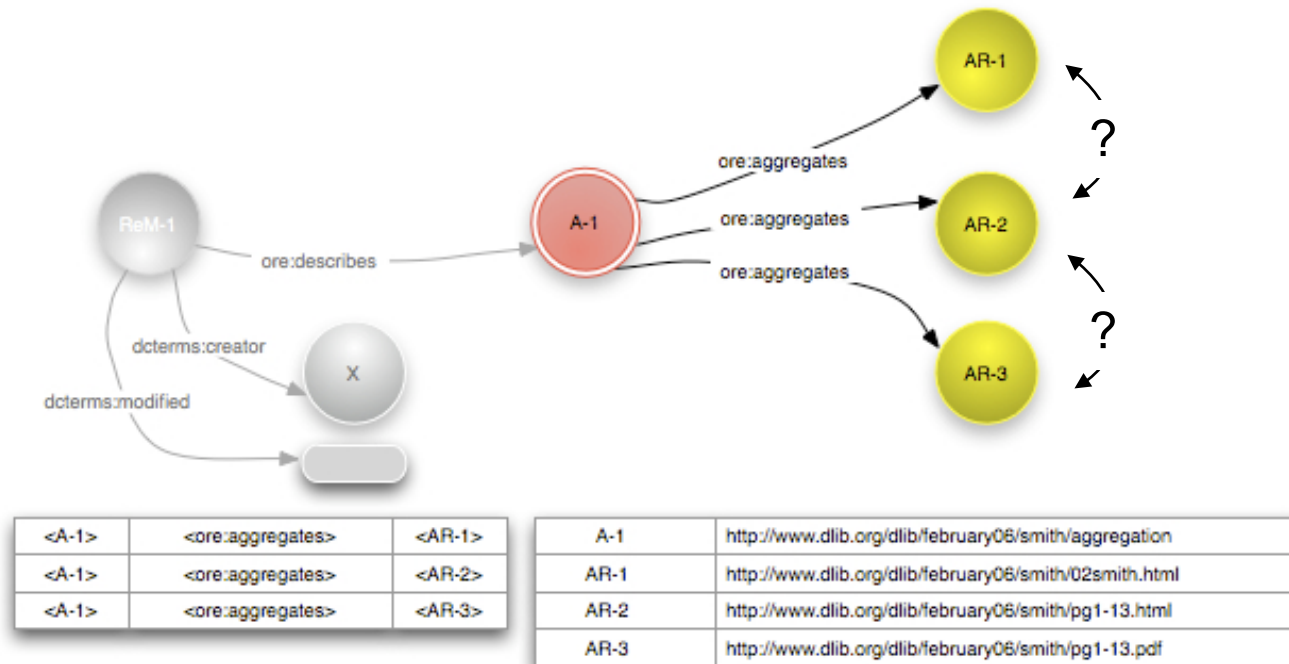 AR-1
?
ore:aggregates
ReM-1
A-1
ore:aggregates
AR-2
ore:describes
ore:aggregates
?
dcterms:creator
X
AR-3
dcterms:modified
<A-1> <ore:aggregates> <AR-1>
<A-1> <ore:aggregates> <AR-2>
<A-1> <ore:aggregates> <AR-3>
A-1 http://www.dlib.org/dlib/february06/smith/aggregation
AR-1 http://www.dlib.org/dlib/february06/smith/02smith.html
AR-2 http://www.dlib.org/dlib/february06/smith/pg1-13.html
AR-3 http://www.dlib.org/dlib/february06/smith/pg1-13.pdf